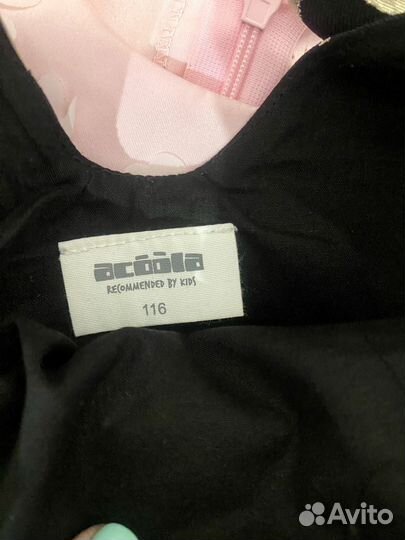 acoola
RECOMMENDED BY KIDS
116
Avito